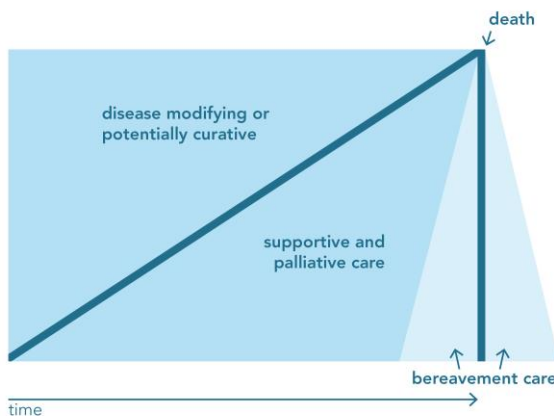 death
disease modifying or
potentially curative
supportive and
palliative care
bereavement care
time